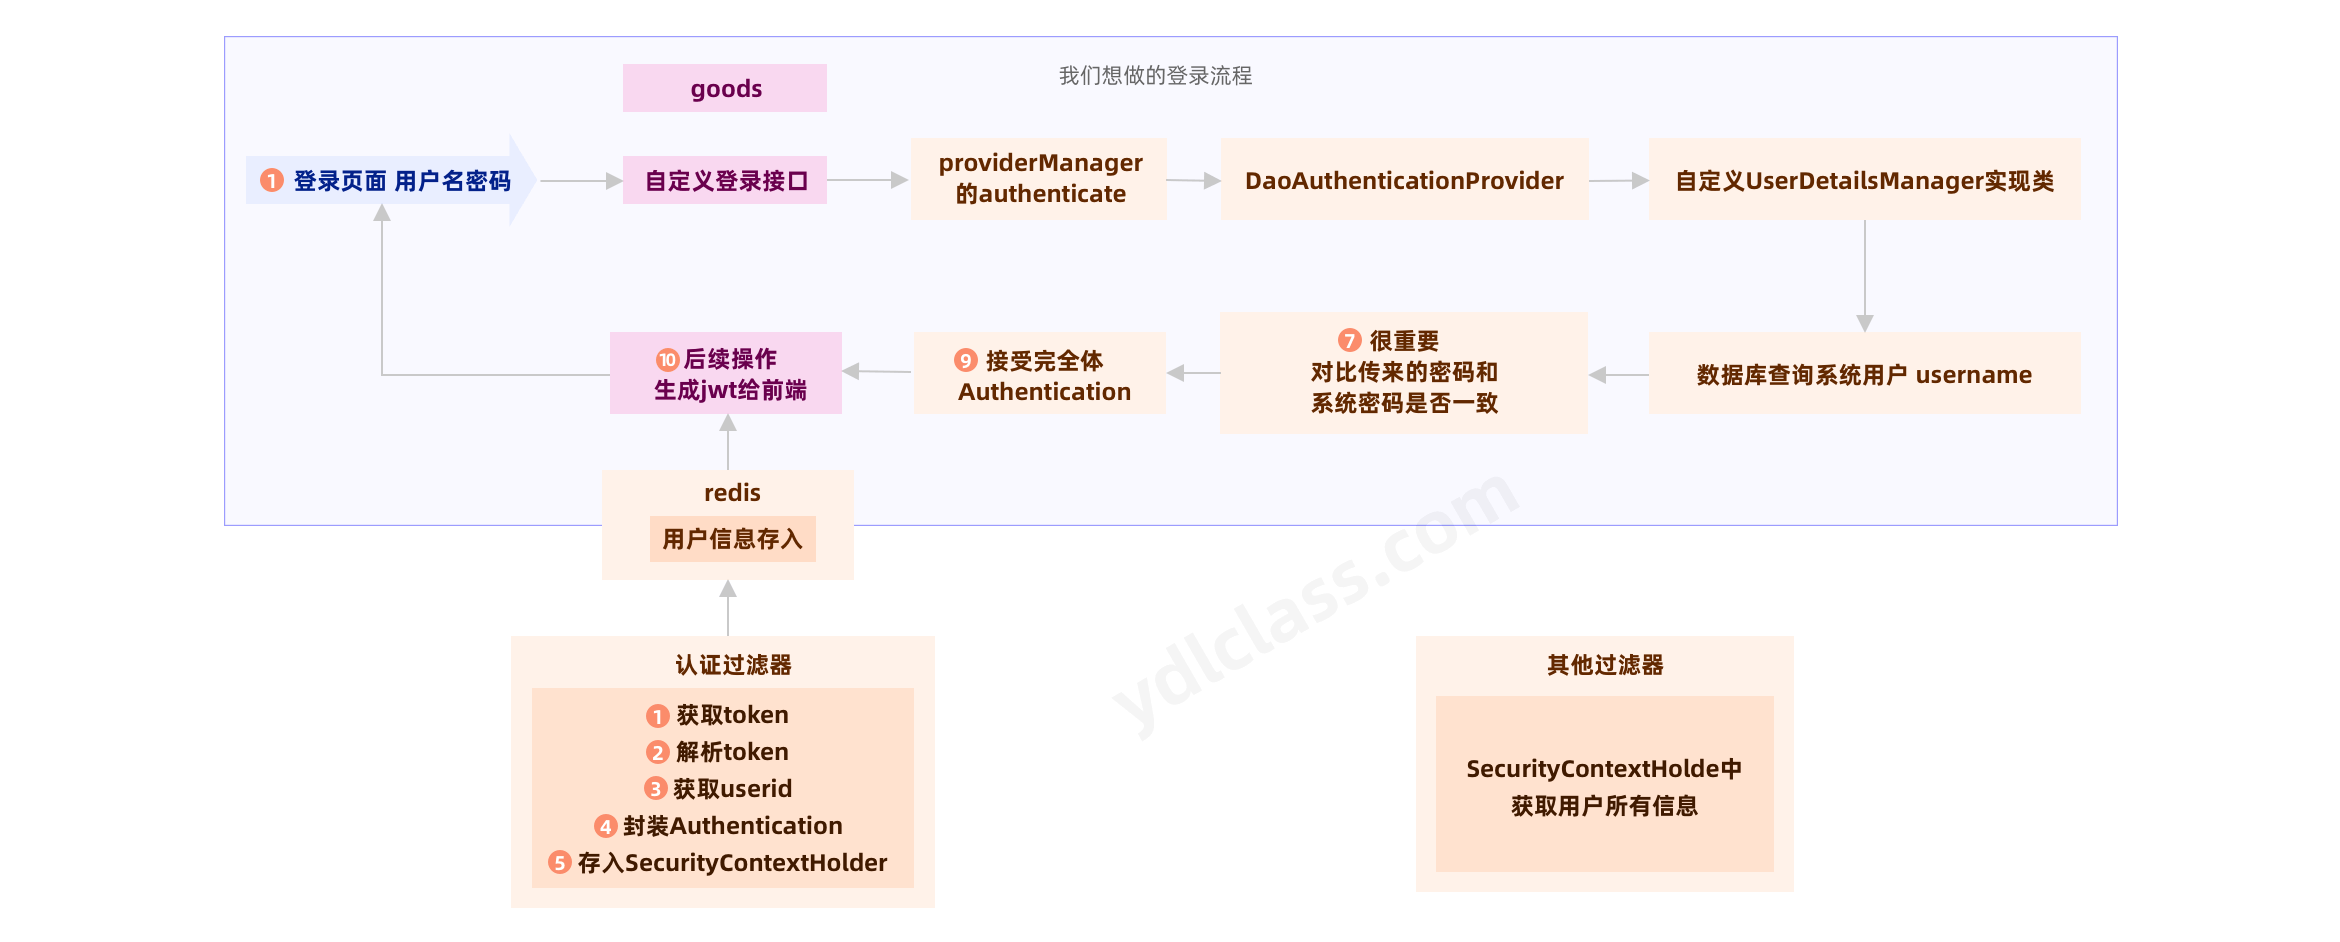 我们想做的登录流程
goods
❶ 登录页面 用户名密码
自定义登录接口
providerManager
的authenticate
DaoAuthenticationProvider
自定义UserDetailsManager实现类
❿后续操作
生成jwt给前端
❾ 接受完全体
Authentication
❼ 很重要
对比传来的密码和
系统密码是否一致
数据库查询系统用户 username
redis
用户信息存入
ydlclass.com
认证过滤器
❶ 获取token
❷ 解析token
❸ 获取userid
❹ 封装Authentication
❺ 存入SecurityContextHolder
其他过滤器
SecurityContextHolde中
获取用户所有信息